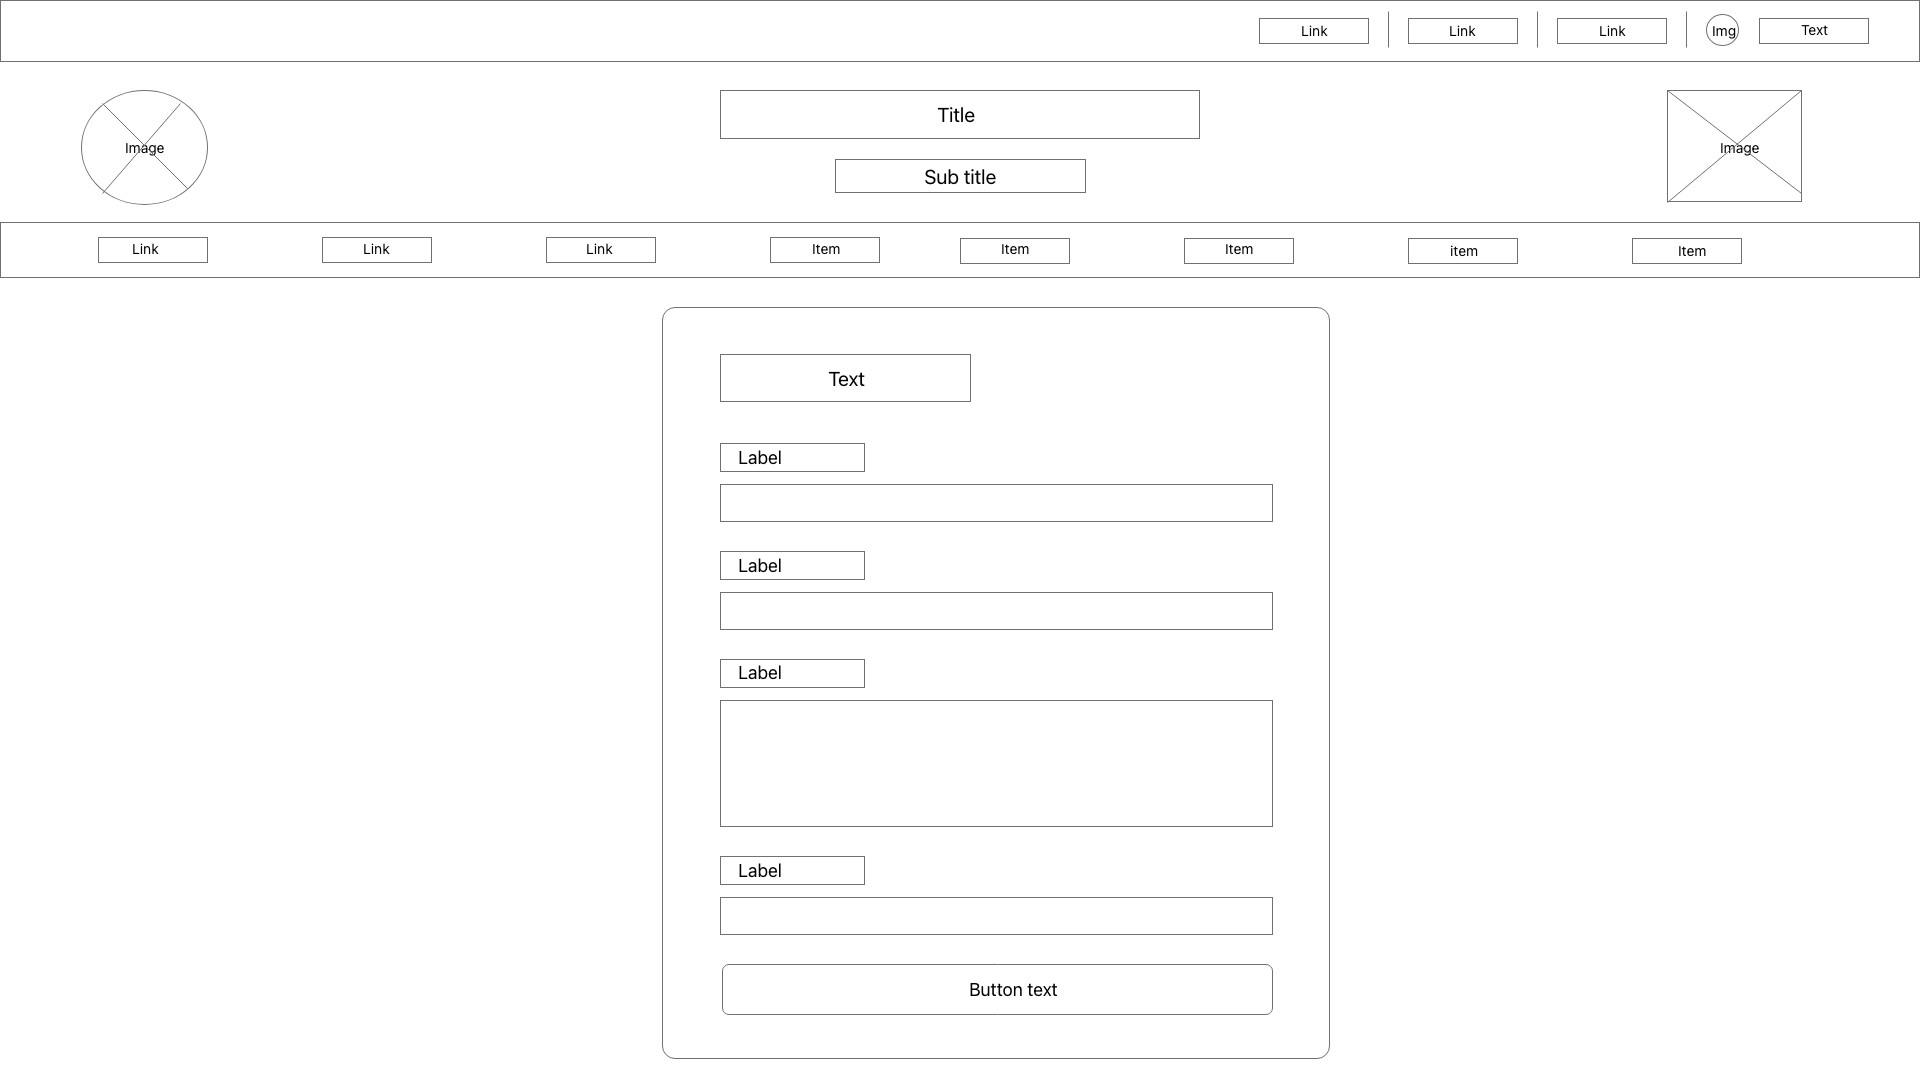 Link Link Link Img Text
Image Title Image
Sub title
Link Link Link Item Item Item item Item
Text
Label
Label
Label
Label
Button text